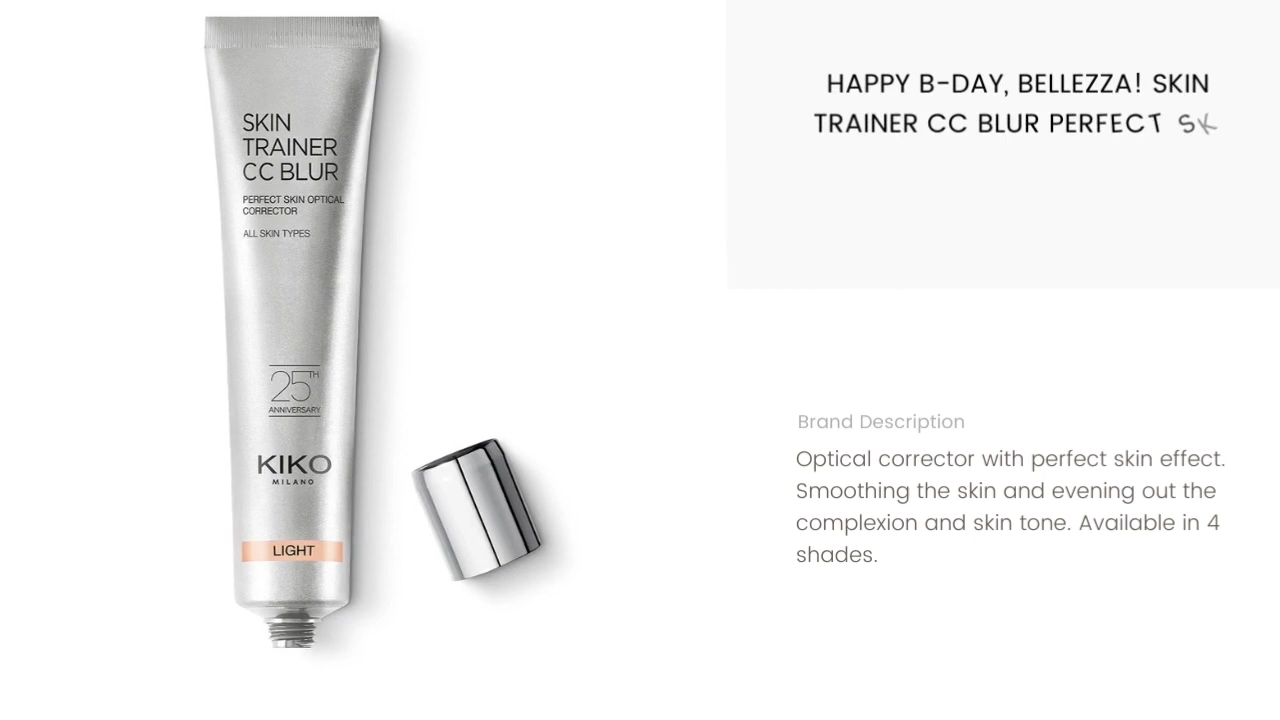 SKIN
TRAINER
CC BLUR
PERFECT SKIN OPTICAL
CORRECTOR
ALL SKIN TYPES
25TH
ANNIVERSARY
KIKO
MILANO
LIGHT
HAPPY B-DAY, BELLEZZA! SKIN
TRAINER CC BLUR PERFECT SK
Brand Description
Optical corrector with perfect skin effect.
Smoothing the skin and evening out the
complexion and skin tone. Available in 4
shades.